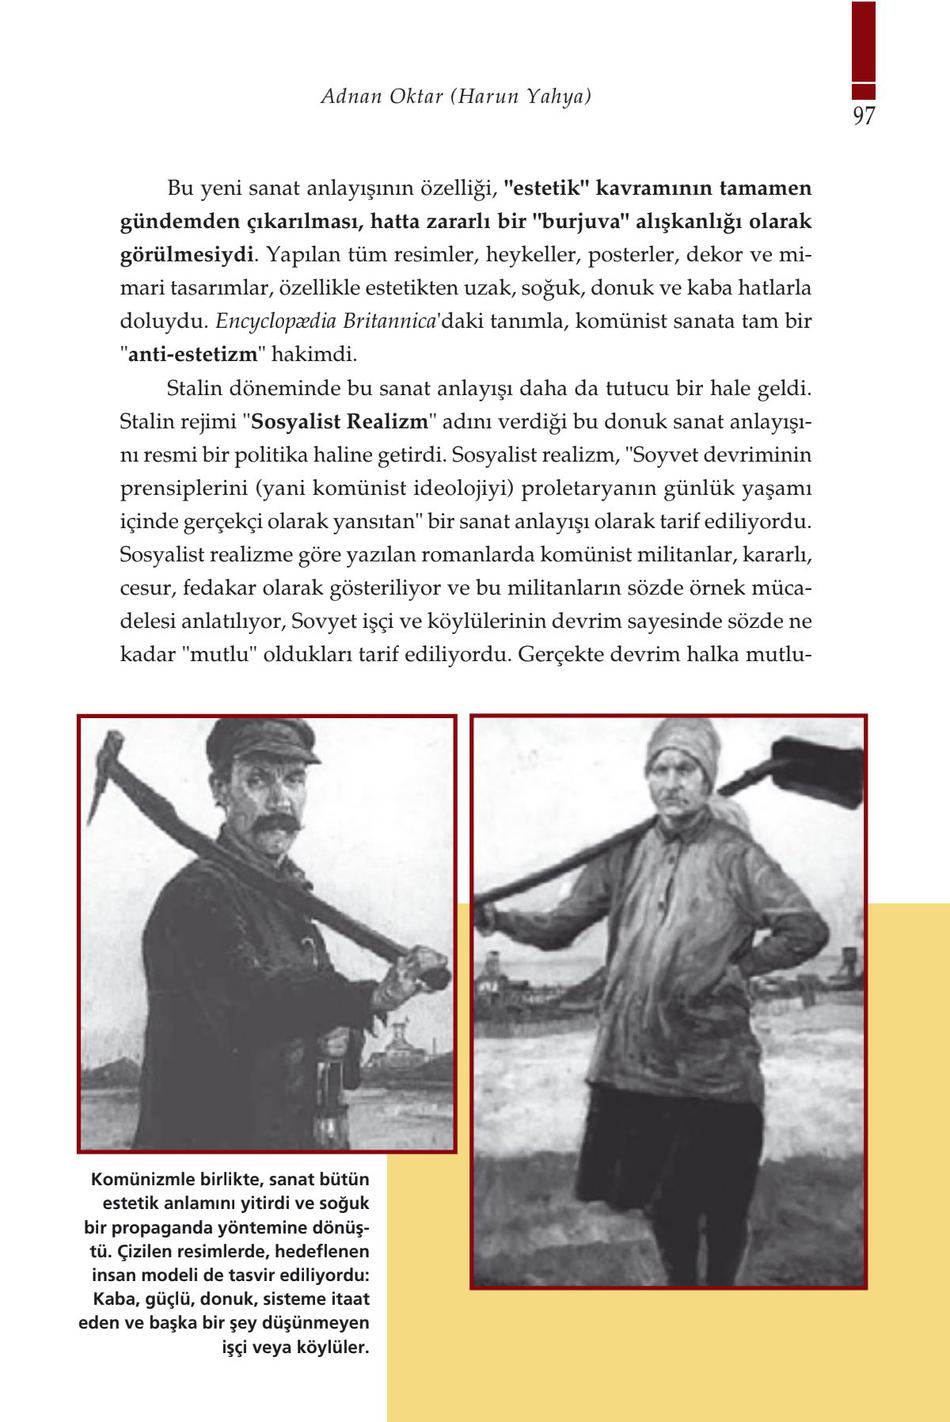 Adnan Oktar (Harun Yahya)
97
Bu yeni sanat anlayışının özelliği, "estetik" kavramının tamamen
gündemden çıkarılması, hatta zararlı bir "burjuva" alışkanlığı olarak
görülmesiydi. Yapılan tüm resimler, heykeller, posterler, dekor ve mi-
mari tasarımlar, özellikle estetikten uzak, soğuk, donuk ve kaba hatlarla
doluydu. Encyclopædia Britannica'daki tanımla, komünist sanata tam bir
"anti-estetizm" hakimdi.
Stalin döneminde bu sanat anlayışı daha da tutucu bir hale geldi.
Stalin rejimi "Sosyalist Realizm" adını verdiği bu donuk sanat anlayışı-
nı resmi bir politika haline getirdi. Sosyalist realizm, "Soyvet devriminin
prensiplerini (yani komünist ideolojiyi) proletaryanın günlük yaşamı
içinde gerçekçi olarak yansıtan" bir sanat anlayışı olarak tarif ediliyordu.
Sosyalist realizme göre yazılan romanlarda komünist militanlar, kararlı,
cesur, fedakar olarak gösteriliyor ve bu militanların sözde örnek müca-
delesi anlatılıyor, Sovyet işçi ve köylülerinin devrim sayesinde sözde ne
kadar "mutlu" oldukları tarif ediliyordu. Gerçekte devrim halka mutlu-
Komünizmle birlikte, sanat bütün
estetik anlamını yitirdi ve soğuk
bir propaganda yöntemine dönüş-
tü. Çizilen resimlerde, hedeflenen
insan modeli de tasvir ediliyordu:
Kaba, güçlü, donuk, sisteme itaat
eden ve başka bir şey düşünmeyen
işçi veya köylüler.